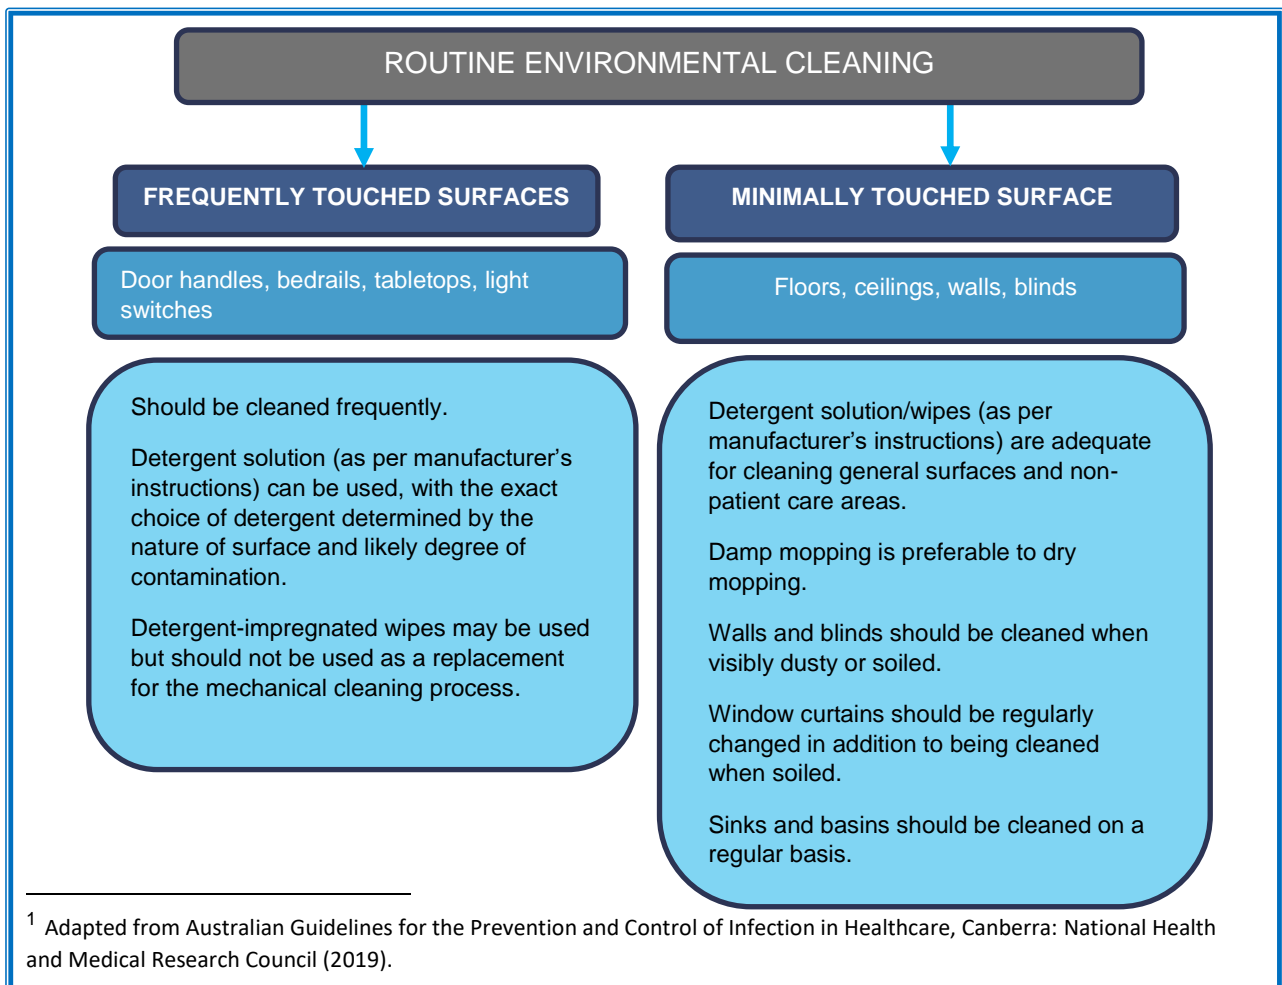 ROUTINE ENVIRONMENTAL CLEANING
FREQUENTLY TOUCHED SURFACES
Door handles, bedrails, tabletops, light
switches
Should be cleaned frequently.
Detergent solution (as per manufacturer’s
instructions) can be used, with the exact
choice of detergent determined by the
nature of surface and likely degree of
contamination.
Detergent-impregnated wipes may be used
but should not be used as a replacement
for the mechanical cleaning process.
MINIMALLY TOUCHED SURFACE
Floors, ceilings, walls, blinds
Detergent solution/wipes (as per
manufacturer’s instructions) are adequate
for cleaning general surfaces and non-
patient care areas.
Damp mopping is preferable to dry
mopping.
Walls and blinds should be cleaned when
visibly dusty or soiled.
Window curtains should be regularly
changed in addition to being cleaned
when soiled.
Sinks and basins should be cleaned on a
regular basis.
1 Adapted from Australian Guidelines for the Prevention and Control of Infection in Healthcare, Canberra: National Health
and Medical Research Council (2019).